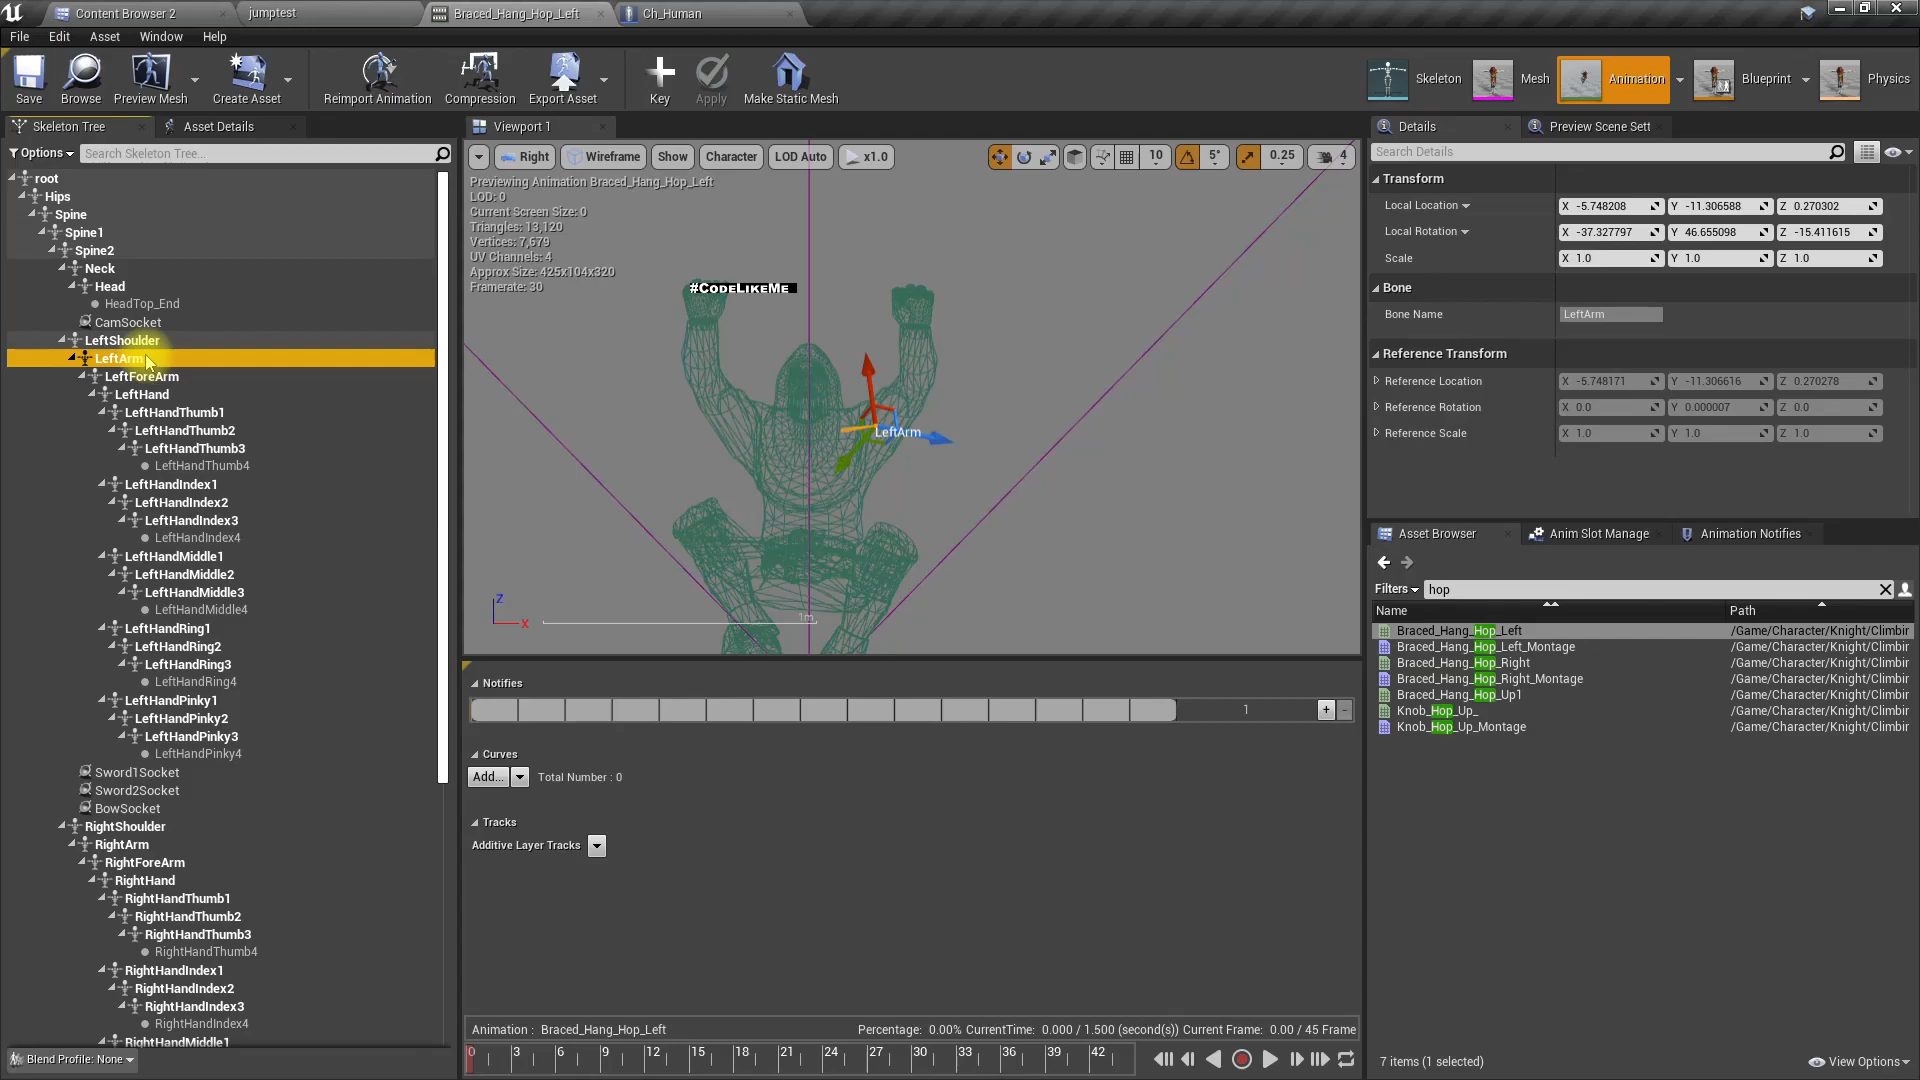 Content Browser 2
jumptest
Braced_Hang_Hop_Left
Ch_Human
File Edit Asset Window Help
Save
Browse
Preview Mesh
Create Asset
Reimport Animation
Compression
Export Asset
Key
Apply
Make Static Mesh
Skeleton
Mesh
Animation
Blueprint
Physics
Skeleton Tree
Asset Details
Options
Search Skeleton Tree...
root
Hips
Spine
Spine1
Spine2
Neck
Head
HeadTop_End
CamSocket
LeftShoulder
LeftArm
LeftForeArm
LeftHand
LeftHandThumb1
LeftHandThumb2
LeftHandThumb3
LeftHandThumb4
LeftHandIndex1
LeftHandIndex2
LeftHandIndex3
LeftHandIndex4
LeftHandMiddle1
LeftHandMiddle2
LeftHandMiddle3
LeftHandMiddle4
LeftHandRing1
LeftHandRing2
LeftHandRing3
LeftHandRing4
LeftHandPinky1
LeftHandPinky2
LeftHandPinky3
LeftHandPinky4
Sword1Socket
Sword2Socket
BowSocket
RightShoulder
RightArm
RightForeArm
RightHand
RightHandThumb1
RightHandThumb2
RightHandThumb3
RightHandThumb4
RightHandIndex1
RightHandIndex2
RightHandIndex3
RightHandIndex4
RightHandMiddle1
Blend Profile: None
Viewport 1
Right Wireframe Show Character LOD Auto x1.0 10 5° 0.25 4
Previewing Animation Braced_Hang_Hop_Left
LOD: 0
Current Screen Size: 0
Triangles: 13,120
Vertices: 7,679
UV Channels: 4
Approx Size: 425x104x320
Framerate: 30
#CodeLikeMe
LeftArm
Z
X
1m
Notifies
1
+
-
Curves
Add...
Total Number : 0
Tracks
Additive Layer Tracks
Animation : Braced_Hang_Hop_Left
Percentage: 0.00% CurrentTime: 0.000 / 1.500 (second(s)) Current Frame: 0.00 / 45 Frame
0 3 6 9 12 15 18 21 24 27 30 33 36 39 42
Details
Preview Scene Sett
Search Details
Transform
Local Location X -5.748208 Y -11.306588 Z 0.270302
Local Rotation X -37.327797 Y 46.655098 Z -15.411615
Scale X 1.0 Y 1.0 Z 1.0
Bone
Bone Name LeftArm
Reference Transform
Reference Location X -5.748171 Y -11.306616 Z 0.270278
Reference Rotation X 0.0 Y 0.000007 Z 0.0
Reference Scale X 1.0 Y 1.0 Z 1.0
Asset Browser
Anim Slot Manage
Animation Notifies
Filters hop
Name Path
Braced_Hang_Hop_Left /Game/Character/Knight/Climbir
Braced_Hang_Hop_Left_Montage /Game/Character/Knight/Climbir
Braced_Hang_Hop_Right /Game/Character/Knight/Climbir
Braced_Hang_Hop_Right_Montage /Game/Character/Knight/Climbir
Braced_Hang_Hop_Up1 /Game/Character/Knight/Climbir
Knob_Hop_Up_ /Game/Character/Knight/Climbir
Knob_Hop_Up_Montage /Game/Character/Knight/Climbir
7 items (1 selected)
View Options